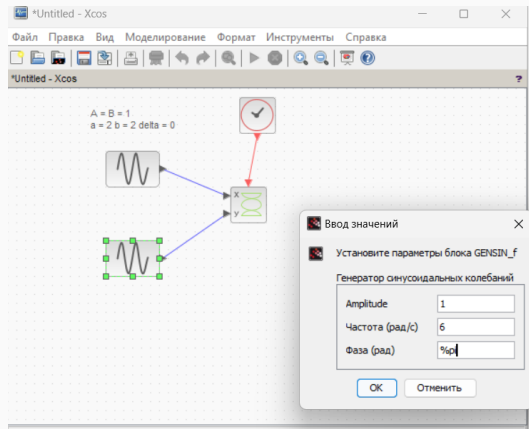 *Untitled - Xcos
Файл Правка Вид Моделирование Формат Инструменты Справка
*Untitled - Xcos
?
A = B = 1
a = 2 b = 2 delta = 0
x
y
Ввод значений
Установите параметры блока GENSIN_f
Генератор синусоидальных колебаний
Amplitude 1
Частота (рад/с) 6
Фаза (рад) %pi
OK Отменить